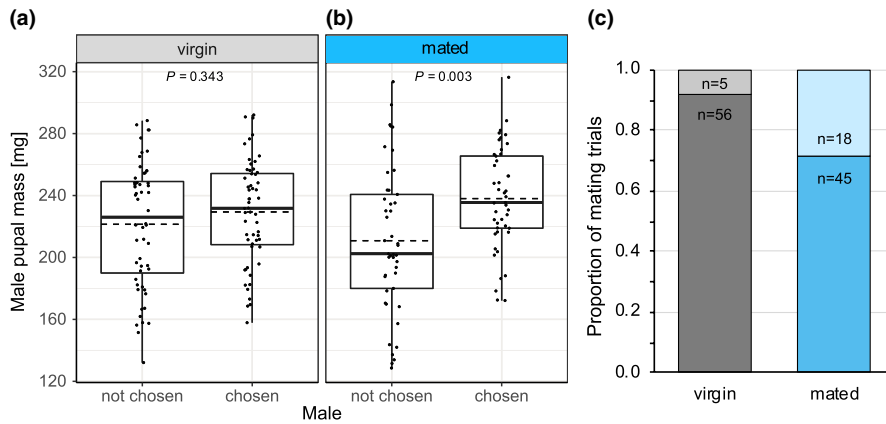 (a)
virgin
P = 0.343
(b)
mated
P = 0.003
Male pupal mass [mg]
320
280
240
200
160
120
not chosen
chosen
not chosen
chosen
Male
(c)
Proportion of mating trials
1.0
0.8
0.6
0.4
0.2
0.0
n=5
n=56
n=18
n=45
virgin
mated